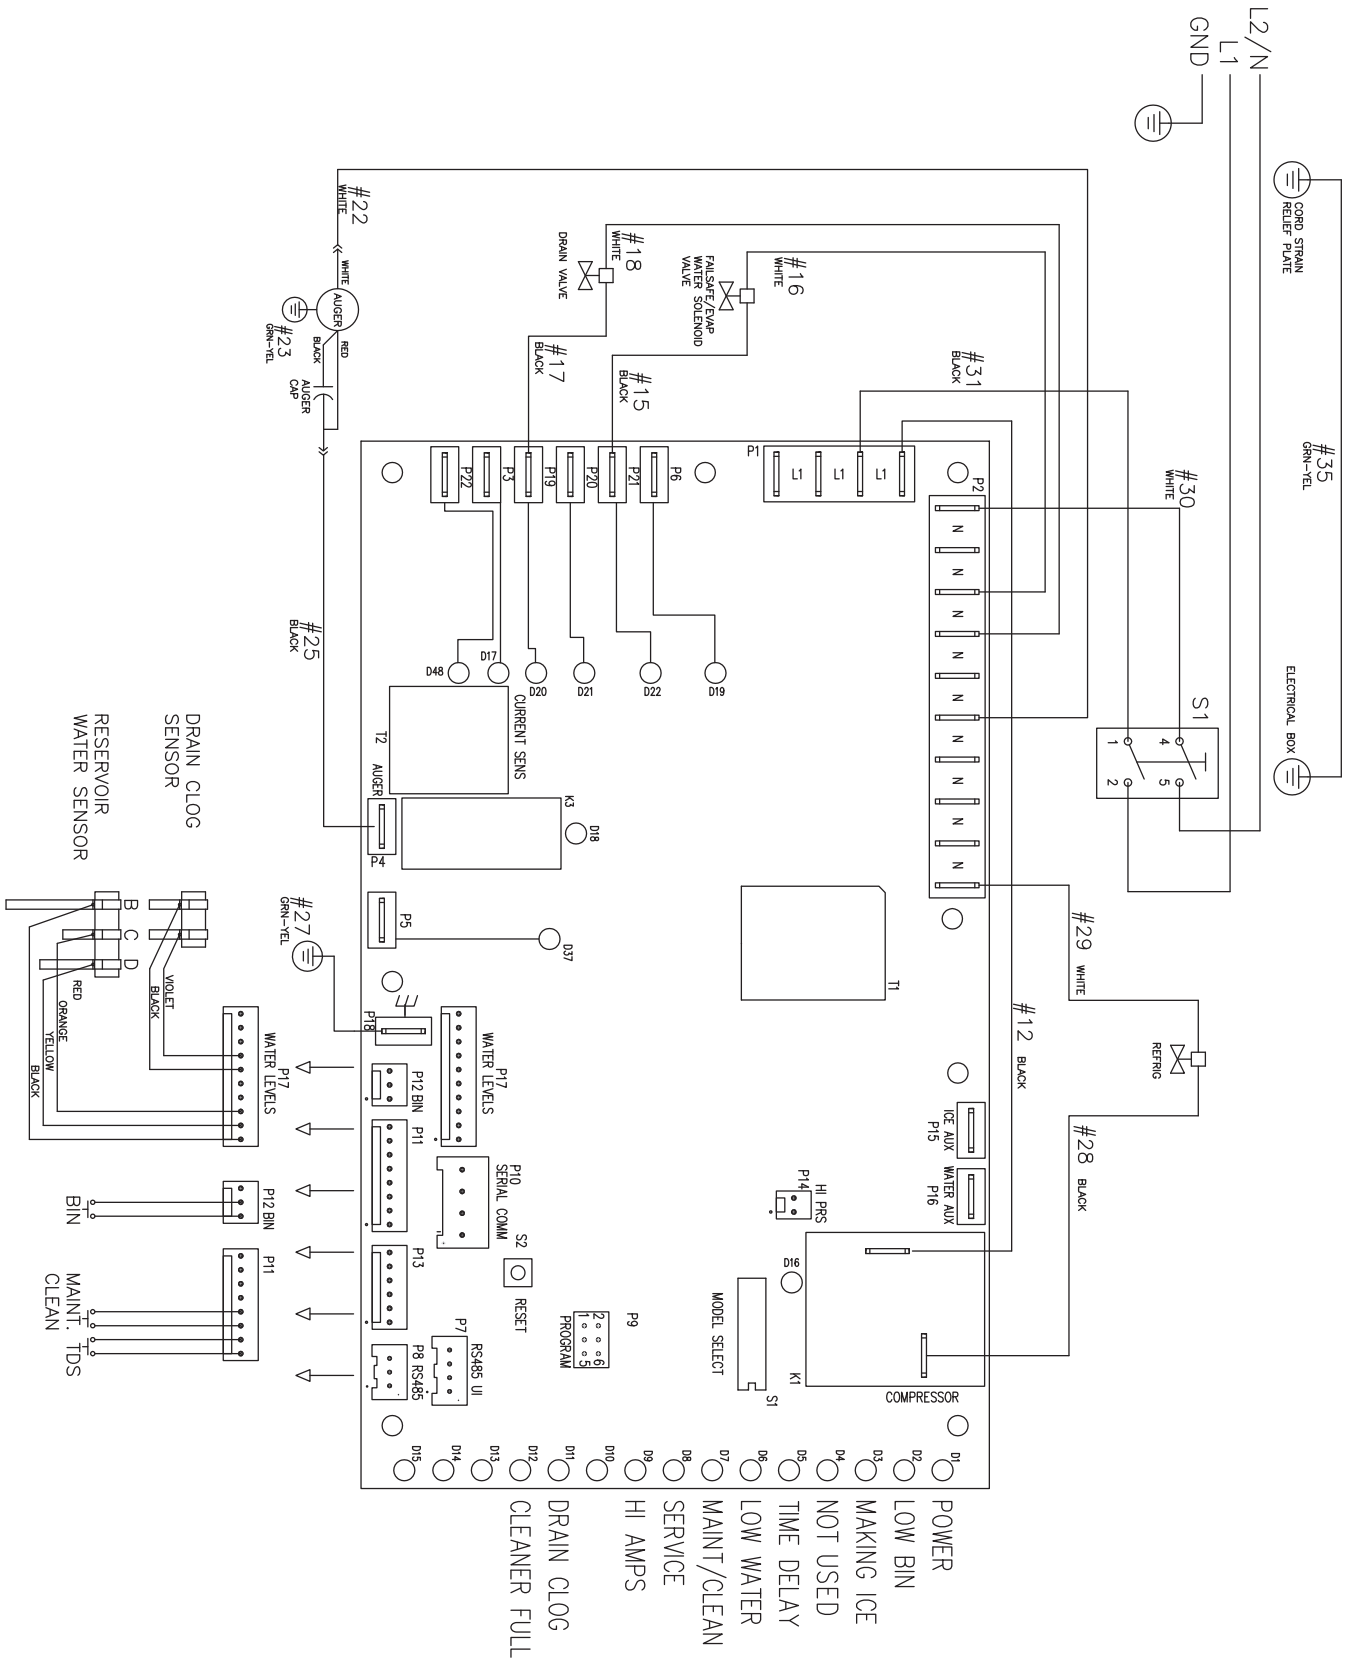 L2/N
L1
GND
CORD STRAIN
RELIEF PLATE
#35
GRN-YEL
ELECTRICAL BOX
#30
WHITE
#31
BLACK
S1
1
4
2
5
#22
WHITE
WHITE
AUGER
#23
GRN-YEL
RED
BLACK
AUGER
CAP
#25
BLACK
#18
WHITE
DRAIN VALVE
#17
BLACK
#16
WHITE
FAILSAFE/EVAP
WATER SOLENOID
VALVE
#15
BLACK
P1
L1
L1
L1
P2
N
N
N
N
N
N
N
N
N
P22
P3
P19
P20
P21
P6
D48
D17
D20
D21
D22
D19
CURRENT SENS
T2
AUGER
P4
K3
D18
P5
D37
T1
#29
WHITE
#12
BLACK
REFRIG
#28
BLACK
#27
GRN-YEL
P18
P17
WATER LEVELS
P12 BIN
P11
P10
SERIAL COMM
P13
S2
RESET
P7
RS485 UI
P8 RS485
P9
PROGRAM
2
6
1
5
ICE AUX
P15
WATER AUX
P16
HI PRS
P14
D16
MODEL SELECT
S1
K1
COMPRESSOR
DRAIN CLOG
SENSOR
RESERVOIR
WATER SENSOR
B
C
D
VIOLET
BLACK
RED
ORANGE
YELLOW
BLACK
P17
WATER LEVELS
P12 BIN
BIN
P11
MAINT.
CLEAN
TDS
D1
POWER
D2
LOW BIN
D3
MAKING ICE
D4
NOT USED
D5
TIME DELAY
D6
LOW WATER
D7
MAINT/CLEAN
D8
SERVICE
D9
HI AMPS
D10
D11
DRAIN CLOG
D12
CLEANER FULL
D13
D14
D15